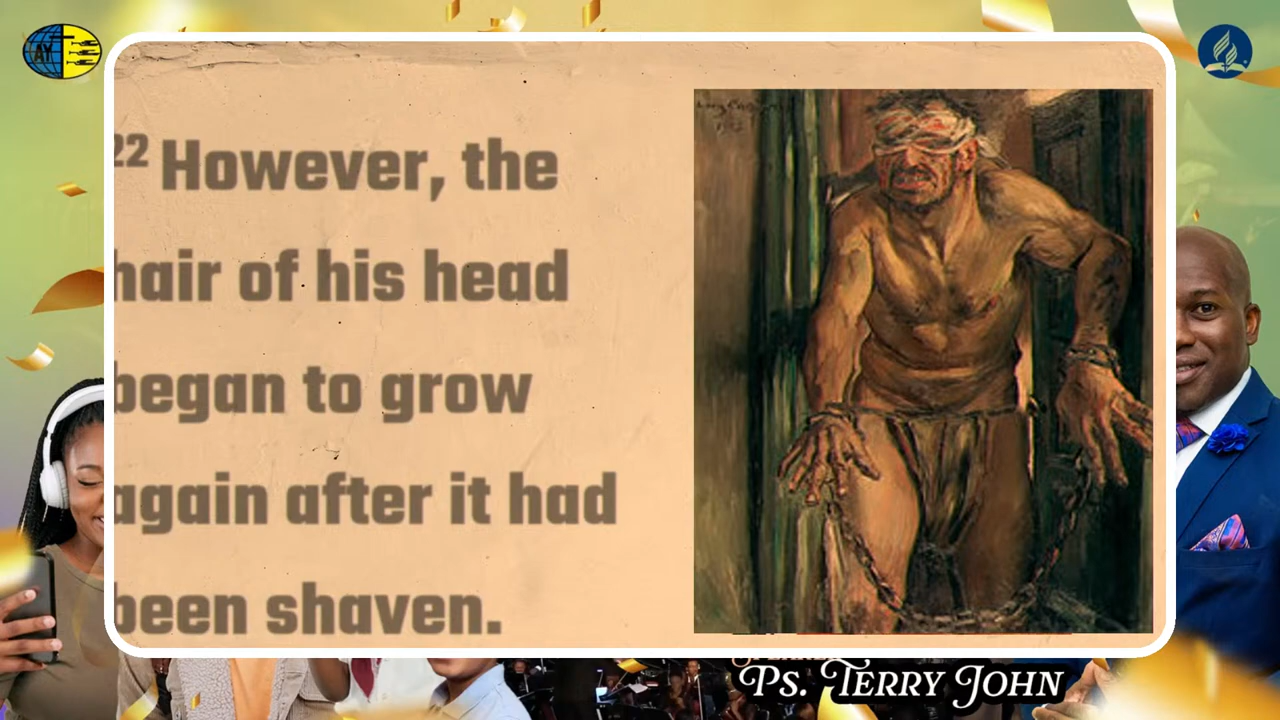 AY
22 However, the
hair of his head
began to grow
again after it had
been shaven.
Ps. Terry John